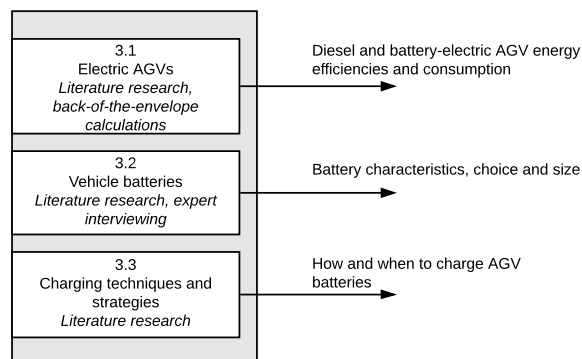 3.1
Electric AGVs
Literature research,
back-of-the-envelope
calculations
Diesel and battery-electric AGV energy
efficiencies and consumption
3.2
Vehicle batteries
Literature research, expert
interviewing
Battery characteristics, choice and size
3.3
Charging techniques and
strategies
Literature research
How and when to charge AGV
batteries